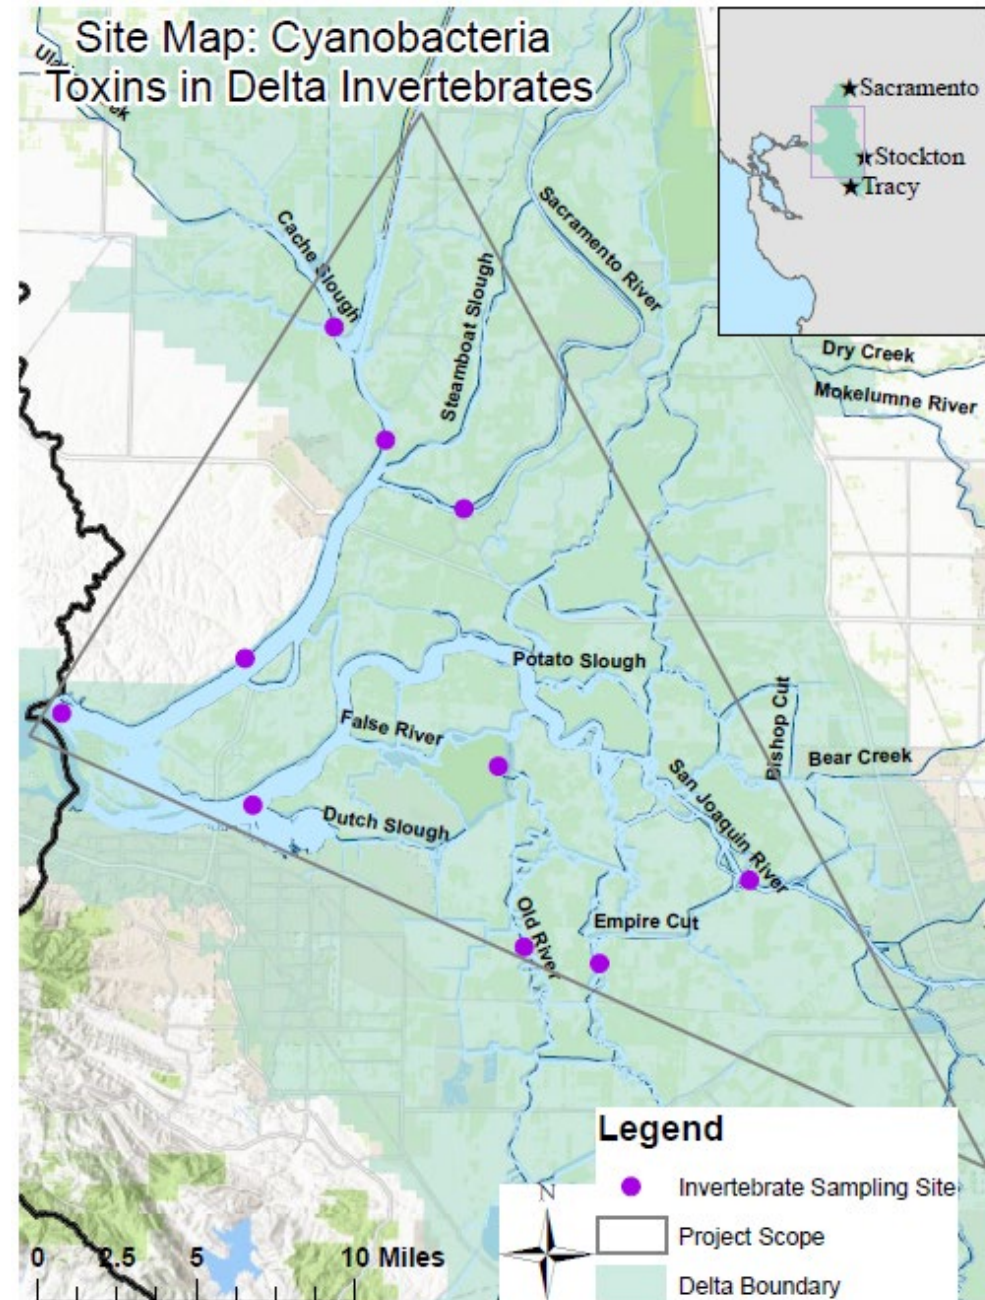 Site Map: Cyanobacteria
Toxins in Delta Invertebrates
Sacramento
Stockton
Tracy
Cache Slough
Steamboat Slough
Sacramento River
Dry Creek
Mokelumne River
Potato Slough
False River
Bishop Cut
Bear Creek
San Joaquin River
Dutch Slough
Old River
Empire Cut
Legend
Invertebrate Sampling Site
Project Scope
Delta Boundary
N
0 2.5 5 10 Miles